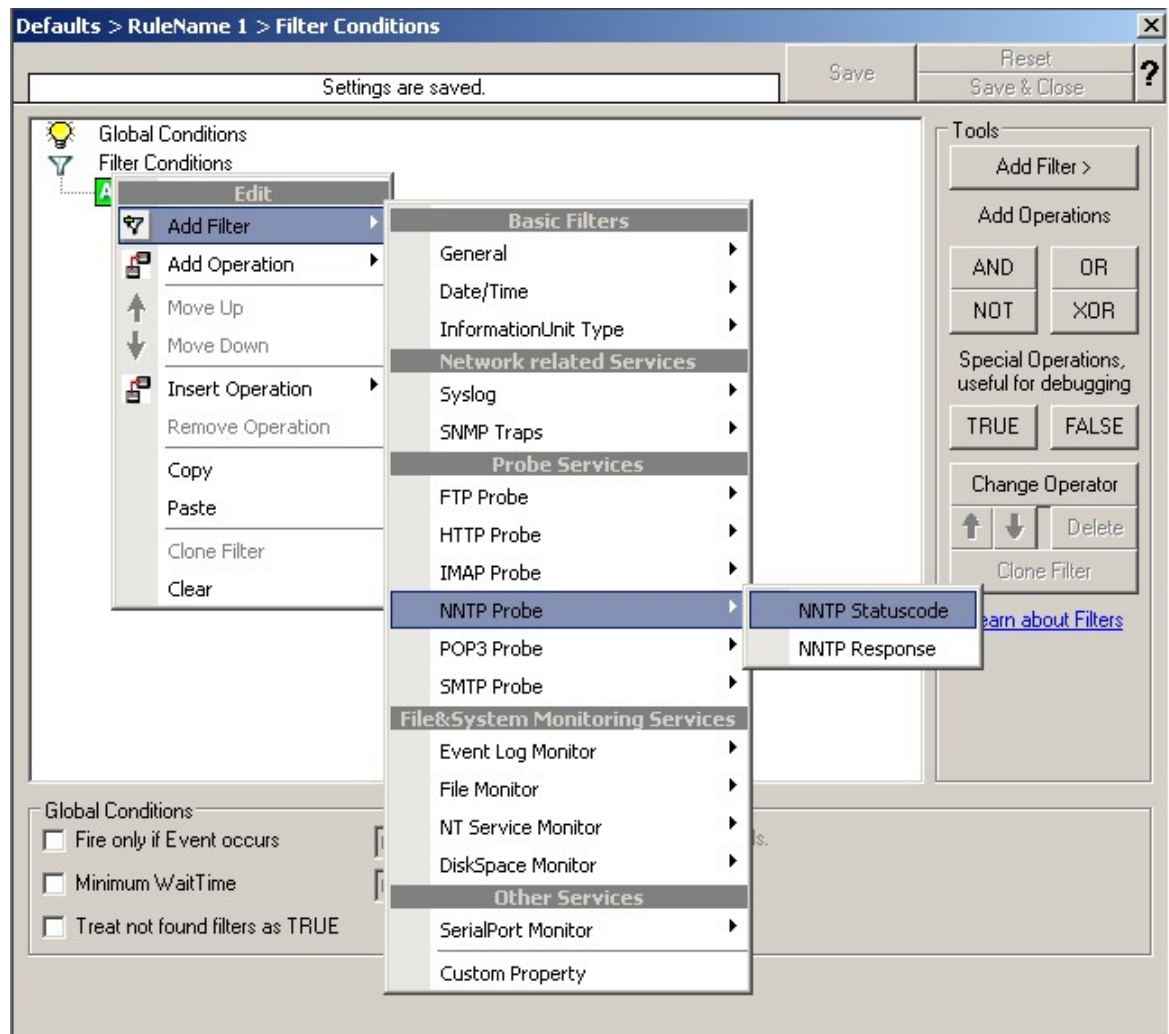 Defaults > RuleName 1 > Filter Conditions
Settings are saved.
Save
Reset
Save & Close
?
Global Conditions
Filter Conditions
A
Edit
Add Filter
Add Operation
Move Up
Move Down
Insert Operation
Remove Operation
Copy
Paste
Clone Filter
Clear
Basic Filters
General
Date/Time
InformationUnit Type
Network related Services
Syslog
SNMP Traps
Probe Services
FTP Probe
HTTP Probe
IMAP Probe
NNTP Probe
POP3 Probe
SMTP Probe
File&System Monitoring Services
Event Log Monitor
File Monitor
NT Service Monitor
DiskSpace Monitor
Other Services
SerialPort Monitor
Custom Property
NNTP Statuscode
NNTP Response
Tools
Add Filter >
Add Operations
AND
OR
NOT
XOR
Special Operations,
useful for debugging
TRUE
FALSE
Change Operator
Delete
Clone Filter
earn about Filters
Global Conditions
Fire only if Event occurs
ls.
Minimum WaitTime
Treat not found filters as TRUE